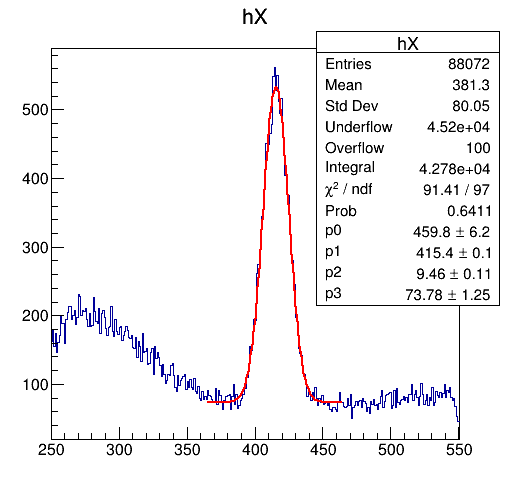 hX
hX
Entries 88072
Mean 381.3
Std Dev 80.05
Underflow 4.52e+04
Overflow 100
Integral 4.278e+04
χ² / ndf 91.41 / 97
Prob 0.6411
p0 459.8 ± 6.2
p1 415.4 ± 0.1
p2 9.46 ± 0.11
p3 73.78 ± 1.25
500
400
300
200
100
250 300 350 400 450 500 550